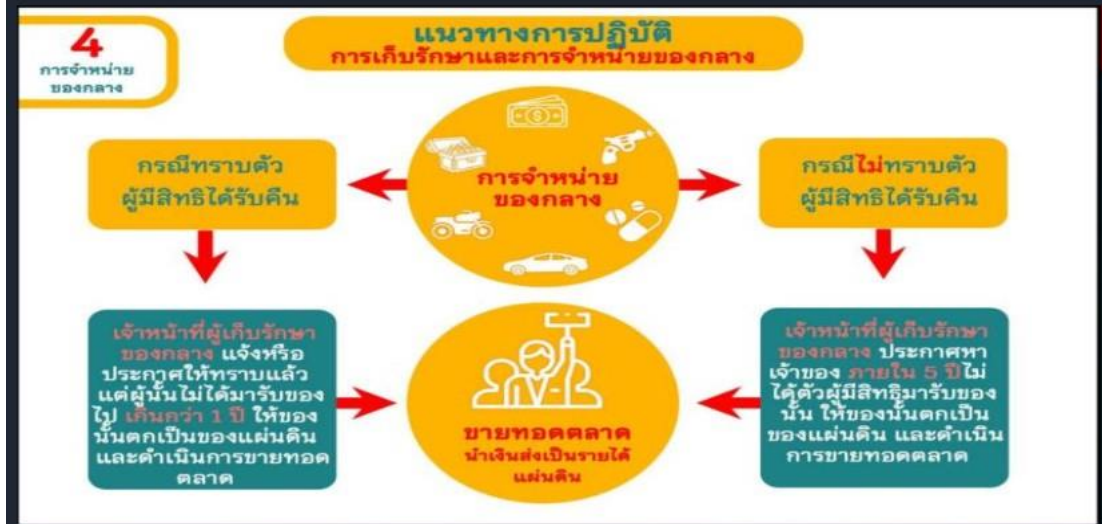 4
การจำหน่าย
ของกลาง
แนวทางการปฏิบัติ
การเก็บรักษาและการจำหน่ายของกลาง
กรณีทราบตัว
ผู้มีสิทธิได้รับคืน
การจำหน่าย
ของกลาง
กรณีไม่ทราบตัว
ผู้มีสิทธิได้รับคืน
เจ้าหน้าที่ผู้เก็บรักษา
ของกลาง แจ้งหรือ
ประกาศให้ทราบแล้ว
แต่ผู้นั้นไม่ได้มารับของ
ไป เกินกว่า 1 ปี ให้ของ
นั้นตกเป็นของแผ่นดิน
และดำเนินการขายทอด
ตลาด
ขายทอดตลาด
นำเงินส่งเป็นรายได้
แผ่นดิน
เจ้าหน้าที่ผู้เก็บรักษา
ของกลาง ประกาศหา
เจ้าของ ภายใน 5 ปีไม่
ได้ตัวผู้มีสิทธิมารับของ
นั้น ให้ของนั้นตกเป็น
ของแผ่นดิน และดำเนิน
การขายทอดตลาด